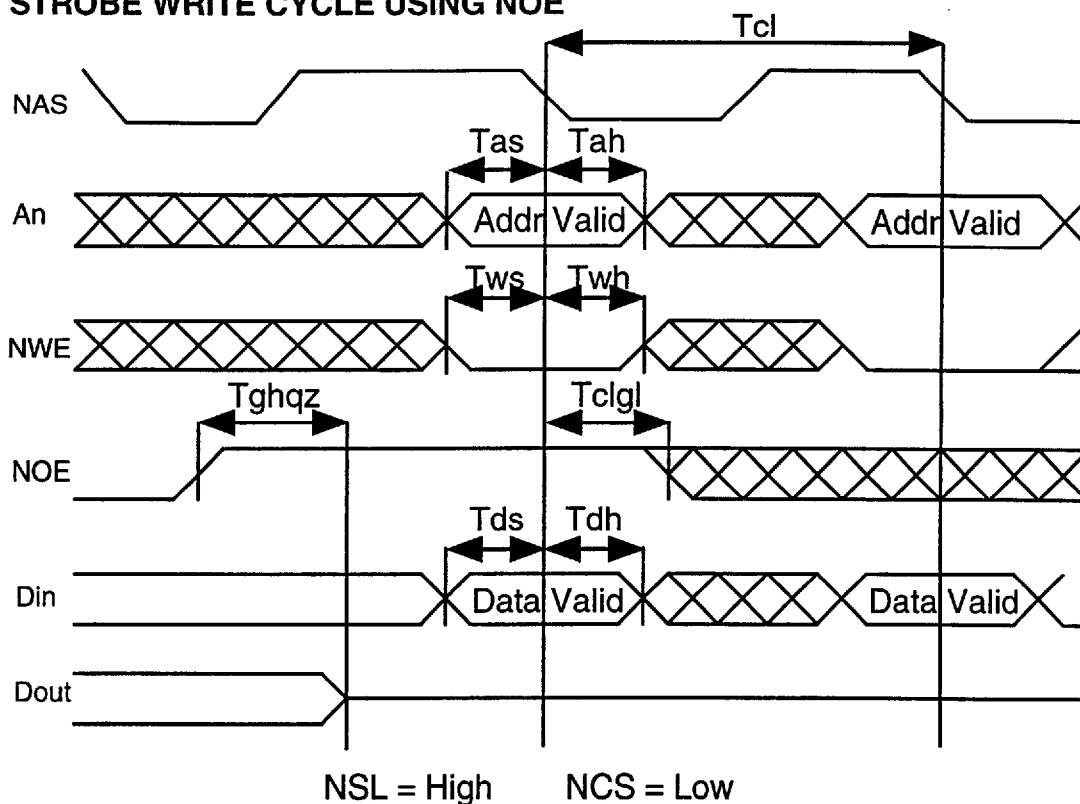 STROBE WRITE CYCLE USING NOE
Tcl
NAS
Tas Tah
An Addr Valid Addr Valid
Tws Twh
NWE
Tghqz Tclgl
NOE
Tds Tdh
Din Data Valid Data Valid
Dout
NSL = High NCS = Low